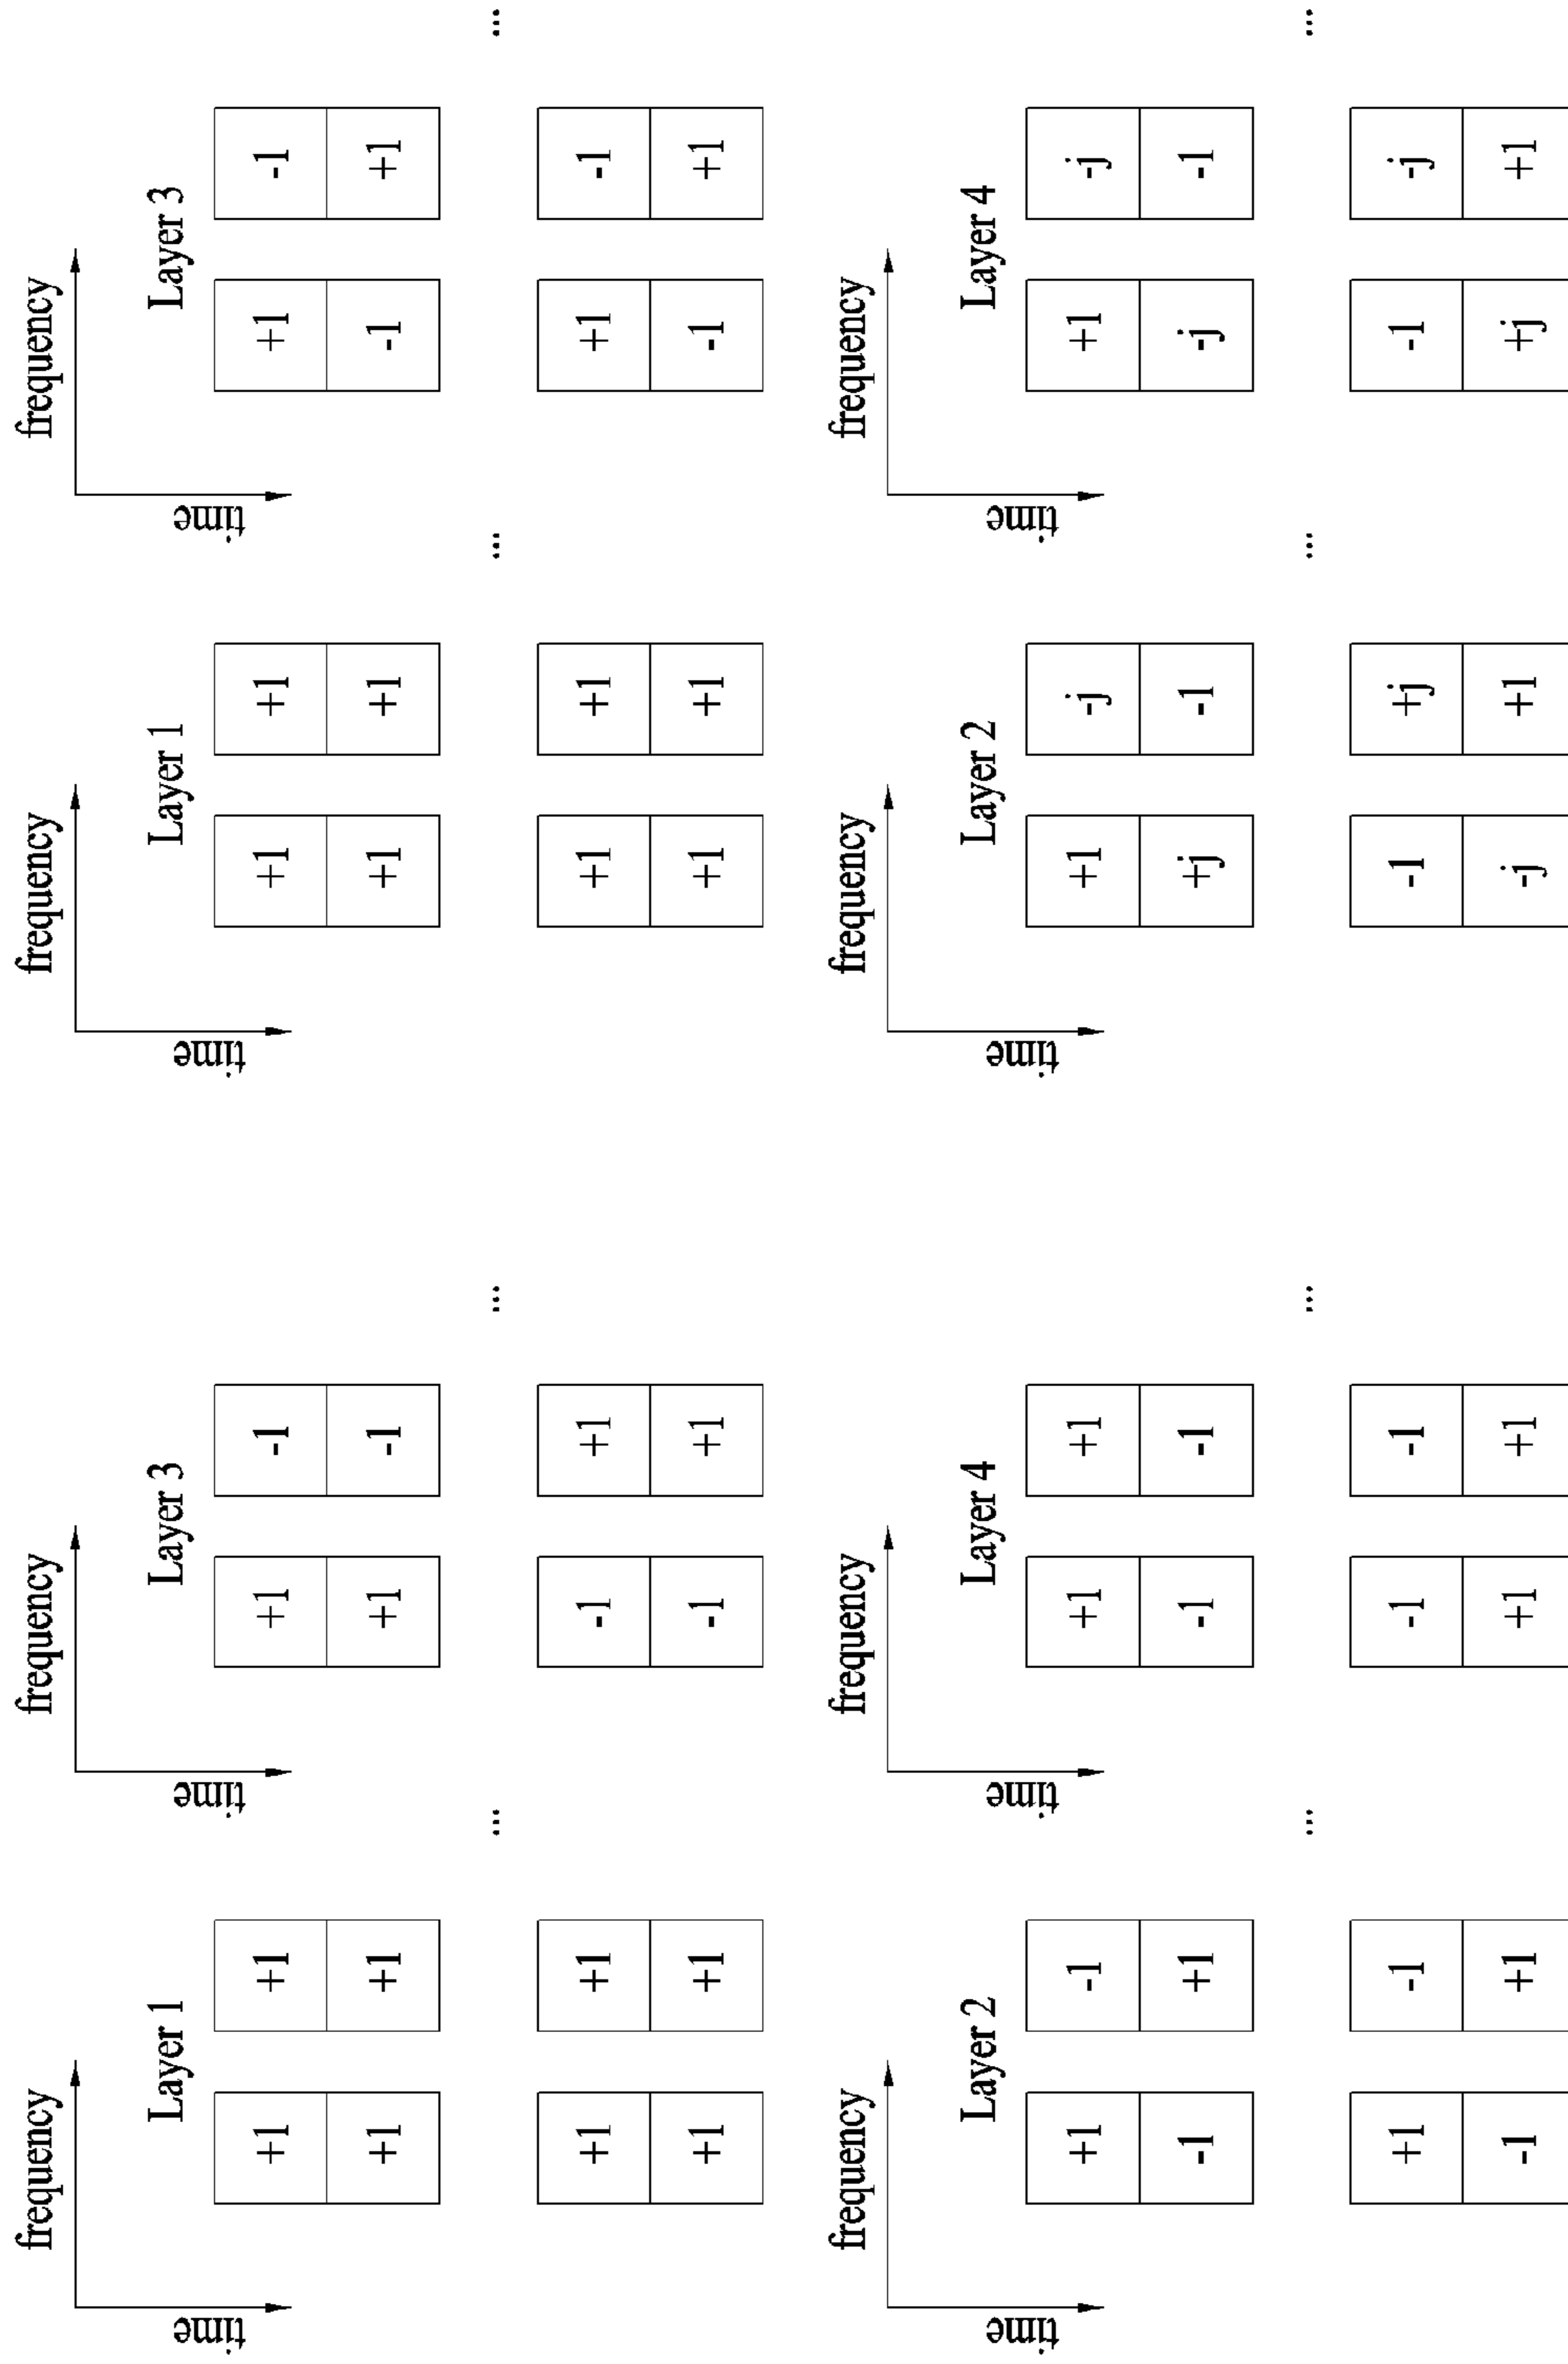 frequency
time
Layer 1
+1 +1
+1 +1
...
+1 +1
+1 +1
frequency
time
Layer 3
+1 -1
+1 -1
...
-1 +1
-1 +1
frequency
time
Layer 2
+1 -1
-1 +1
+1 -1
-1 +1
frequency
time
Layer 4
+1 +1
-1 -1
...
-1 -1
+1 +1
frequency
time
Layer 1
+1 +1
+1 +1
...
+1 +1
+1 +1
frequency
time
Layer 3
+1 -1
-1 +1
...
+1 -1
-1 +1
frequency
time
Layer 2
+1 -j
+j -1
...
-1 +j
-j +1
frequency
time
Layer 4
+1 -j
-j -1
...
-1 -j
+j +1